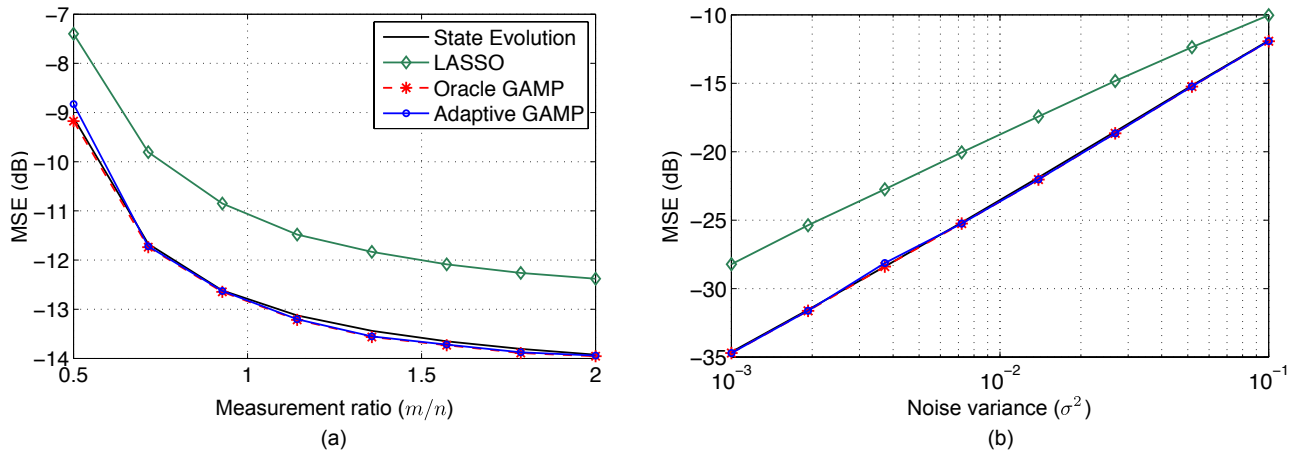 −7
−8
−9
−10
−11
−12
−13
−14
0.5
1
1.5
2
MSE (dB)
Measurement ratio (m/n)
State Evolution
LASSO
Oracle GAMP
Adaptive GAMP
(a)
−10
−15
−20
−25
−30
−35
10⁻³
10⁻²
10⁻¹
MSE (dB)
Noise variance (σ²)
(b)